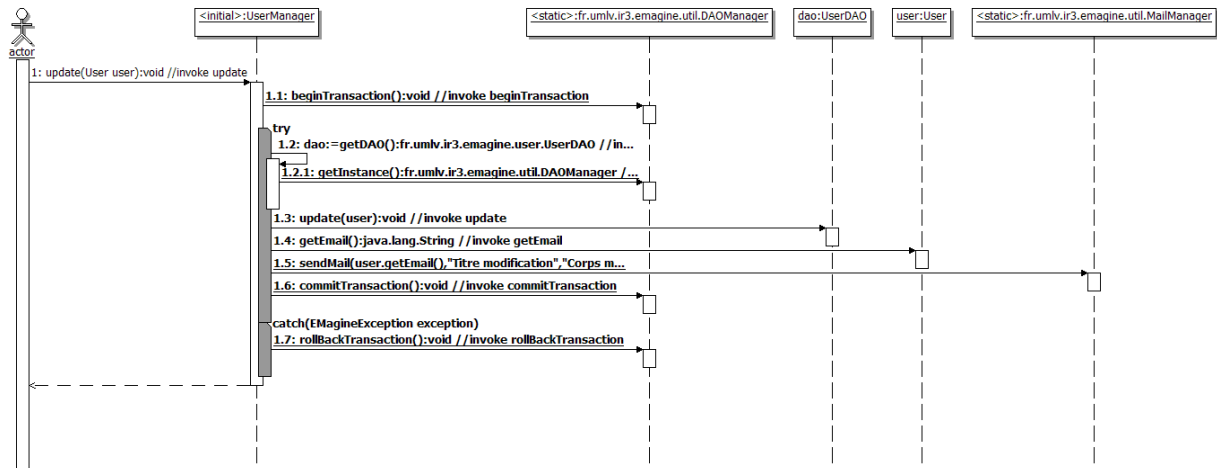 <initial>:UserManager
<static>:fr.umlv.ir3.emagine.util.DAOManager
dao:UserDAO
user:User
<static>:fr.umlv.ir3.emagine.util.MailManager
actor
1: update(User user):void //invoke update
1.1: beginTransaction():void //invoke beginTransaction
try
1.2: dao:=getDAO():fr.umlv.ir3.emagine.user.UserDAO //in...
1.2.1: getInstance():fr.umlv.ir3.emagine.util.DAOManager /...
1.3: update(user):void //invoke update
1.4: getEmail():java.lang.String //invoke getEmail
1.5: sendMail(user.getEmail(),"Titre modification","Corps m...
1.6: commitTransaction():void //invoke commitTransaction
catch(EMagineException exception)
1.7: rollBackTransaction():void //invoke rollBackTransaction